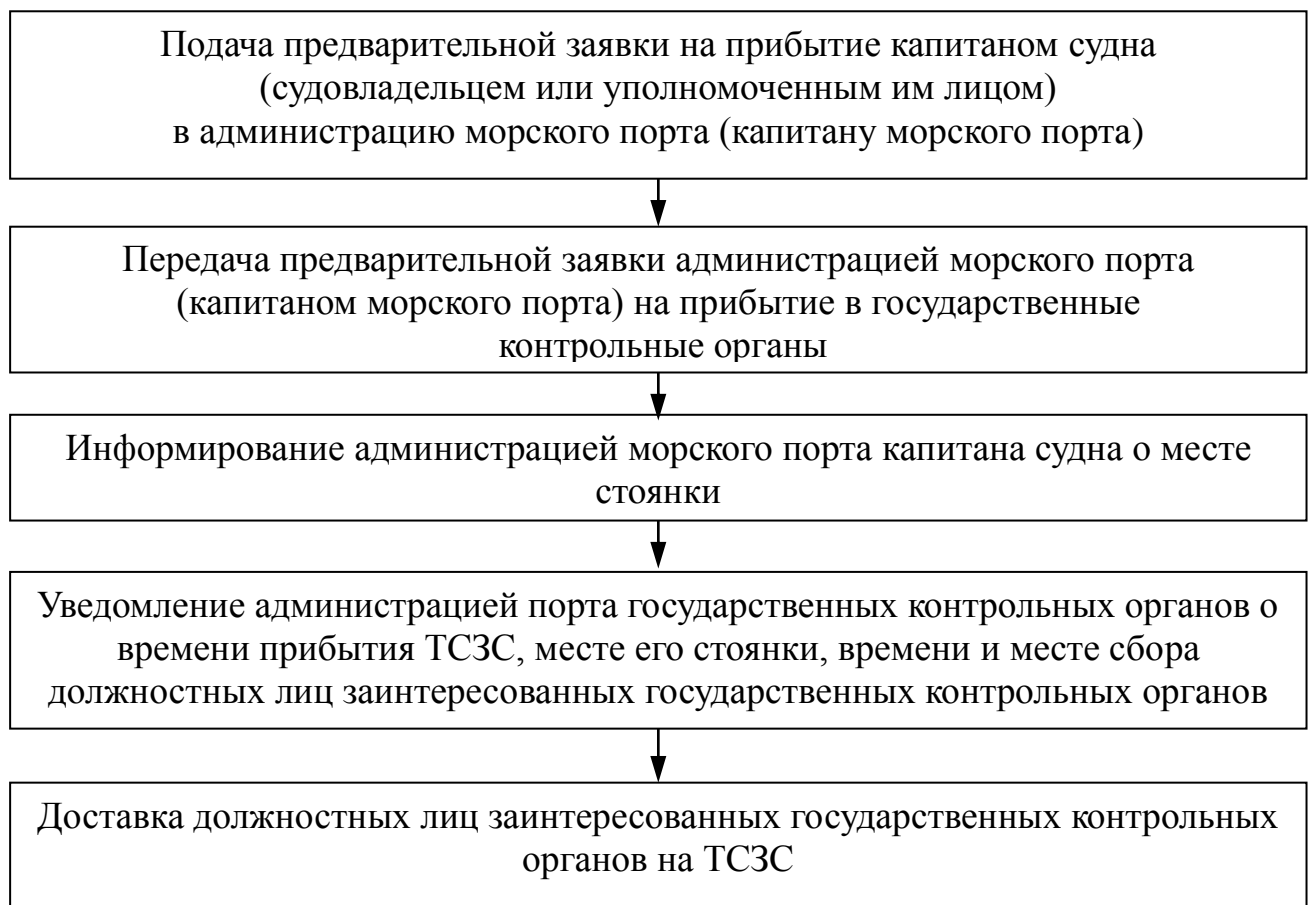 Подача предварительной заявки на прибытие капитаном судна
(судовладельцем или уполномоченным им лицом)
в администрацию морского порта (капитану морского порта)
Передача предварительной заявки администрацией морского порта
(капитаном морского порта) на прибытие в государственные
контрольные органы
Информирование администрацией морского порта капитана судна о месте
стоянки
Уведомление администрацией порта государственных контрольных органов о
времени прибытия ТСЗС, месте его стоянки, времени и месте сбора
должностных лиц заинтересованных государственных контрольных органов
Доставка должностных лиц заинтересованных государственных контрольных
органов на ТСЗС